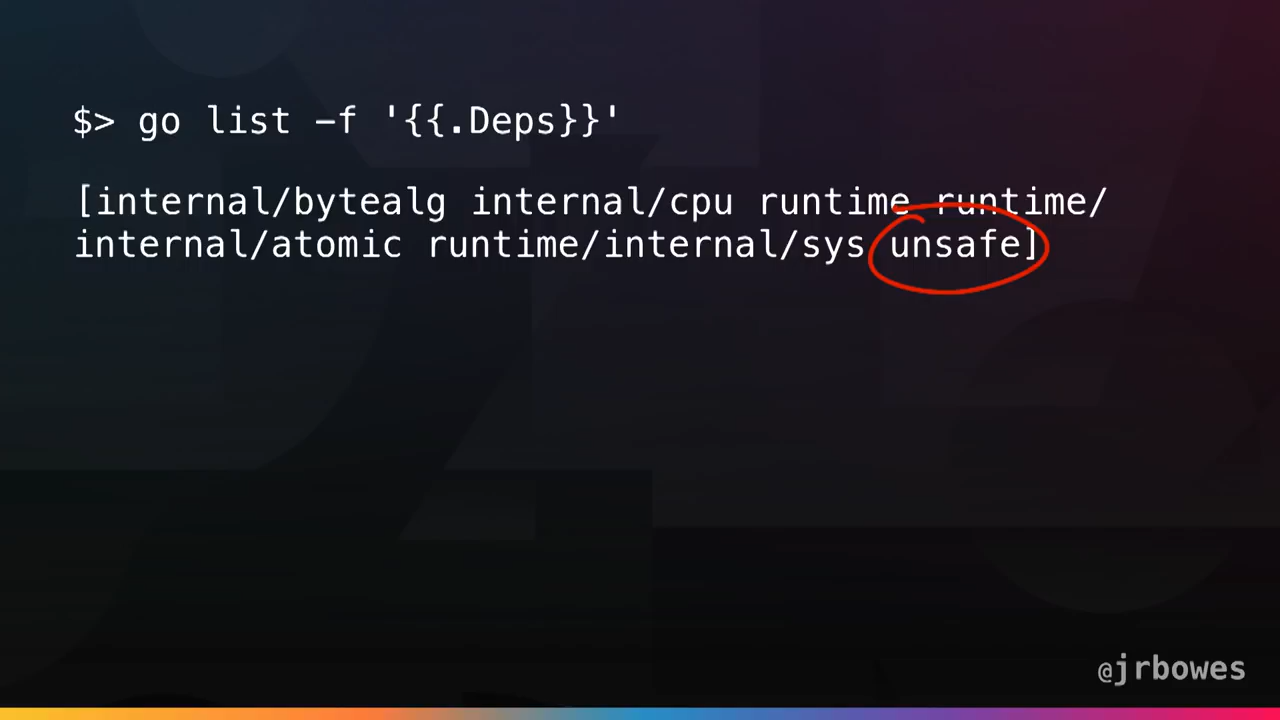 $> go list -f '{{.Deps}}'
[internal/bytealg internal/cpu runtime runtime/
internal/atomic runtime/internal/sys unsafe]
@jrbowes